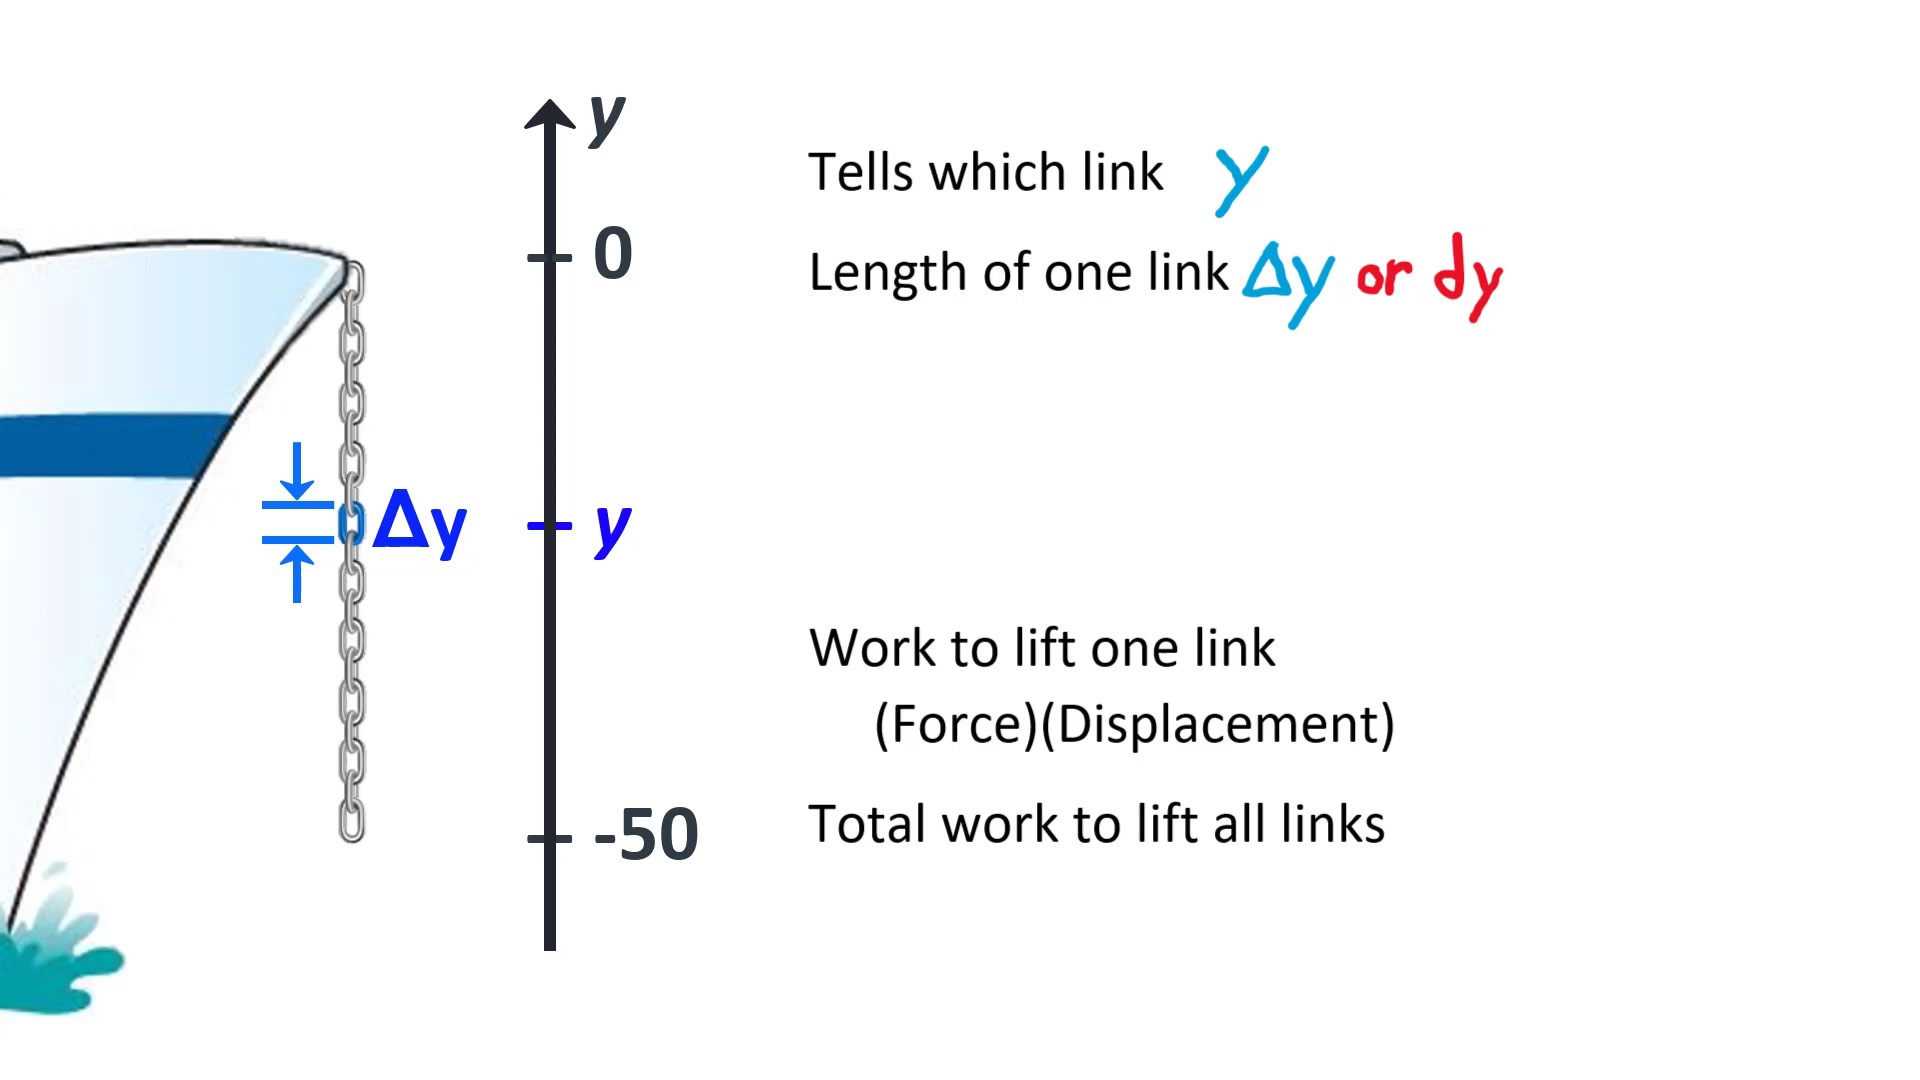 y
0
Δy
y
-50
Tells which link y
Length of one link Δy or dy
Work to lift one link
(Force)(Displacement)
Total work to lift all links